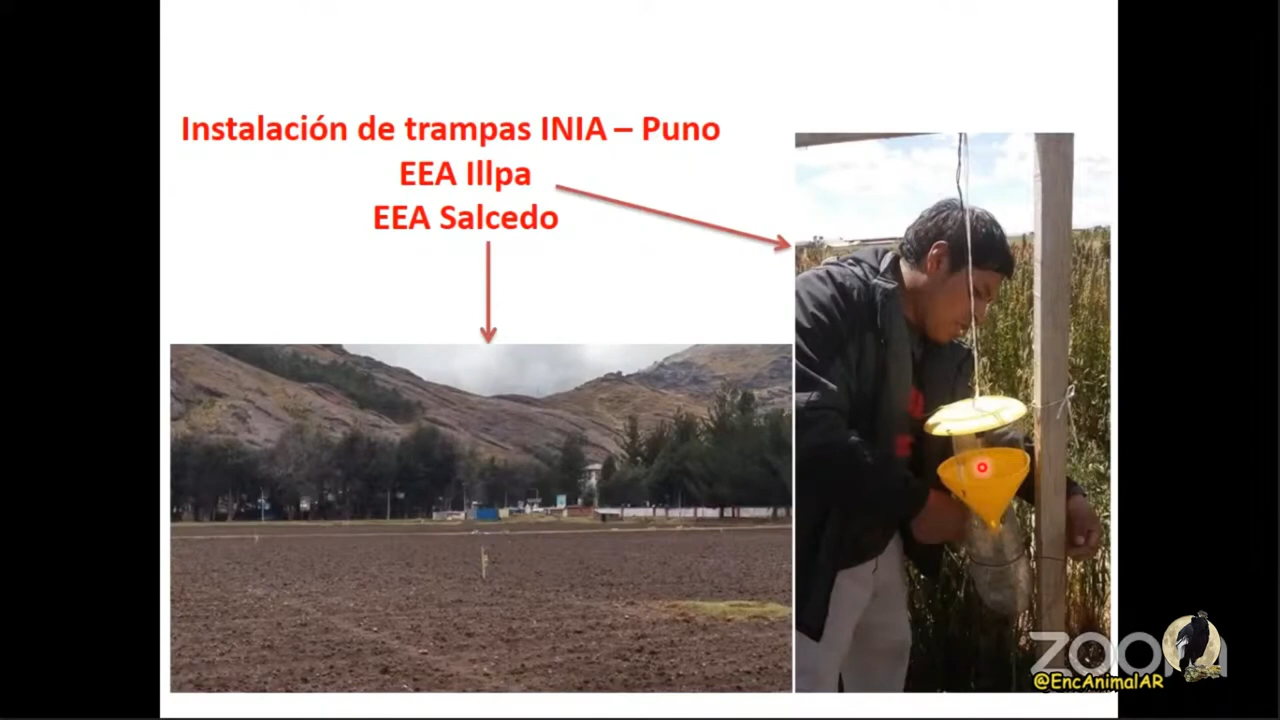 Instalación de trampas INIA – Puno
EEA Illpa
EEA Salcedo
zoom
@EncAnimalAR